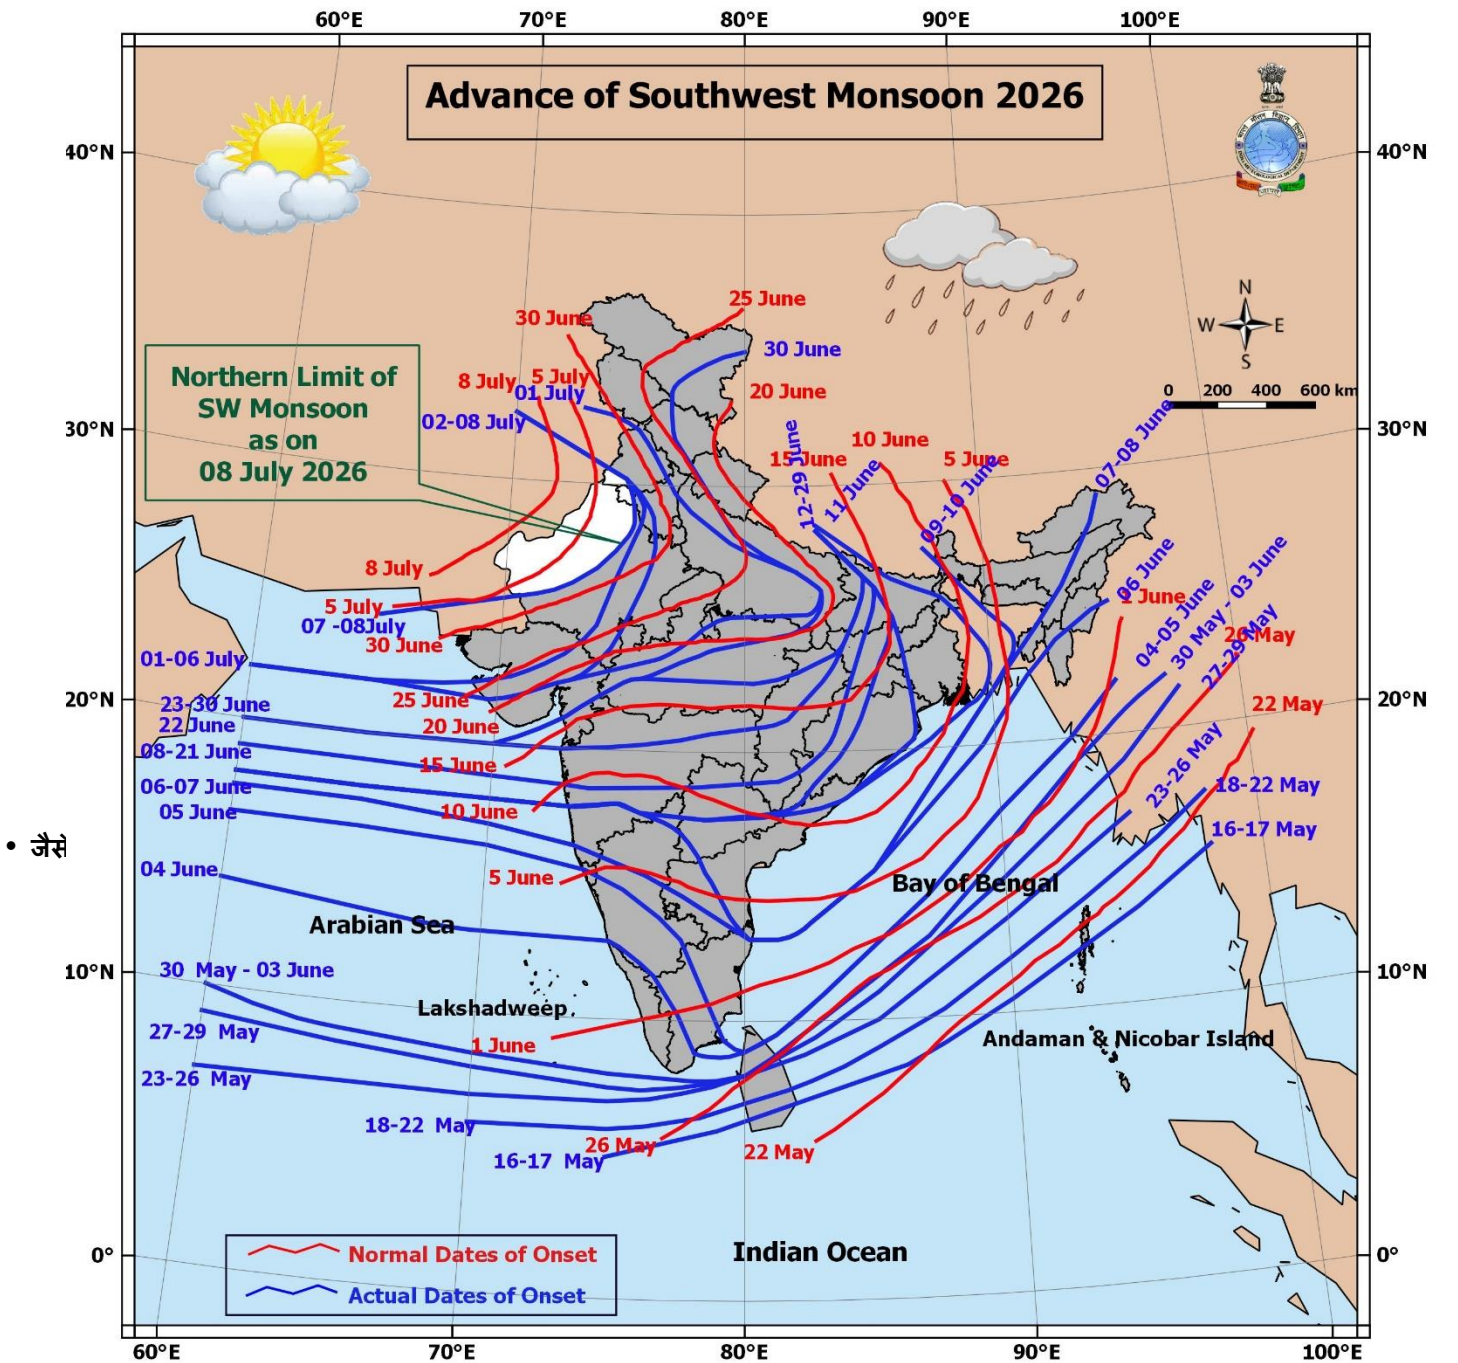 60°E 70°E 80°E 90°E 100°E
Advance of Southwest Monsoon 2026
40°N 40°N
N
W E
S
0 200 400 600 km
25 June
30 June
30 June
8 July 5 July
01 July
20 June
02-08 July
Northern Limit of
SW Monsoon
as on
08 July 2026
30°N 30°N
12-29 June
15 June
11 June
10 June
5 June
09-10 June
07-08 June
8 July
5 July
07 -08July
30 June
06 June
1 June
04-05 June
30 May - 03 June
27-29 May
26 May
01-06 July
20°N 20°N
23-30 June
25 June
22 May
22 June
20 June
08-21 June
15 June
23-26 May
06-07 June
18-22 May
05 June
10 June
16-17 May
• जैसे
04 June
5 June
Bay of Bengal
Arabian Sea
10°N 10°N
30 May - 03 June
Lakshadweep
27-29 May
1 June
Andaman & Nicobar Island
23-26 May
18-22 May
26 May
22 May
16-17 May
0° 0°
Normal Dates of Onset
Indian Ocean
Actual Dates of Onset
60°E 70°E 80°E 90°E 100°E